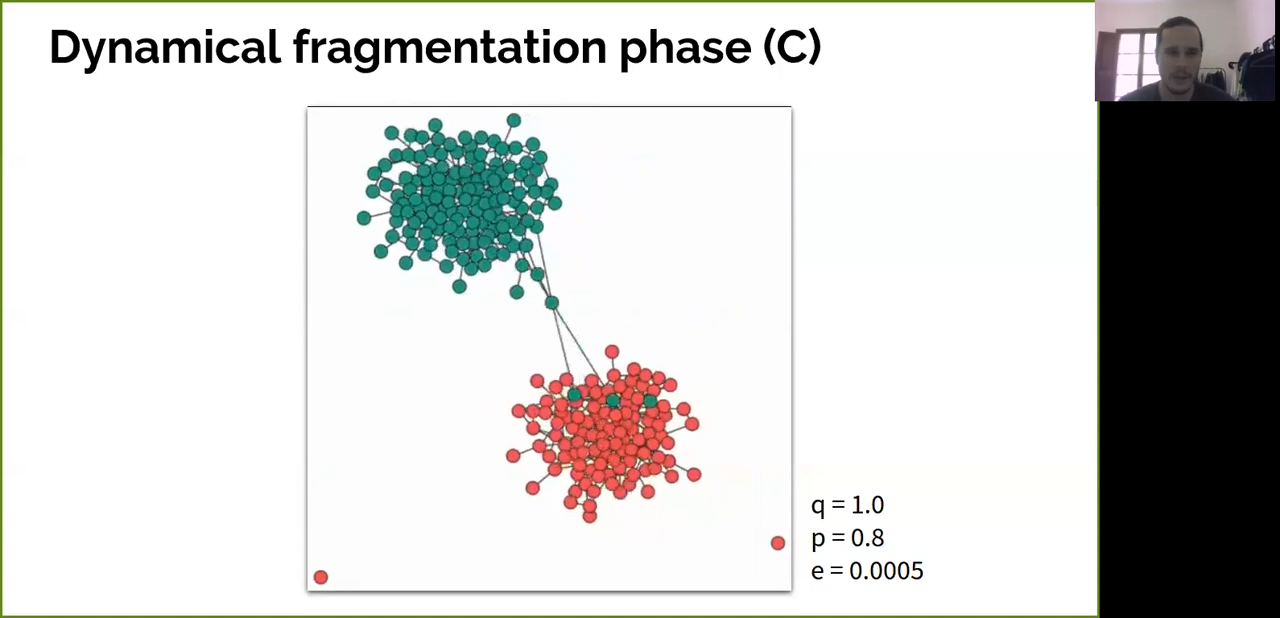 Dynamical fragmentation phase (C)
q = 1.0
p = 0.8
e = 0.0005